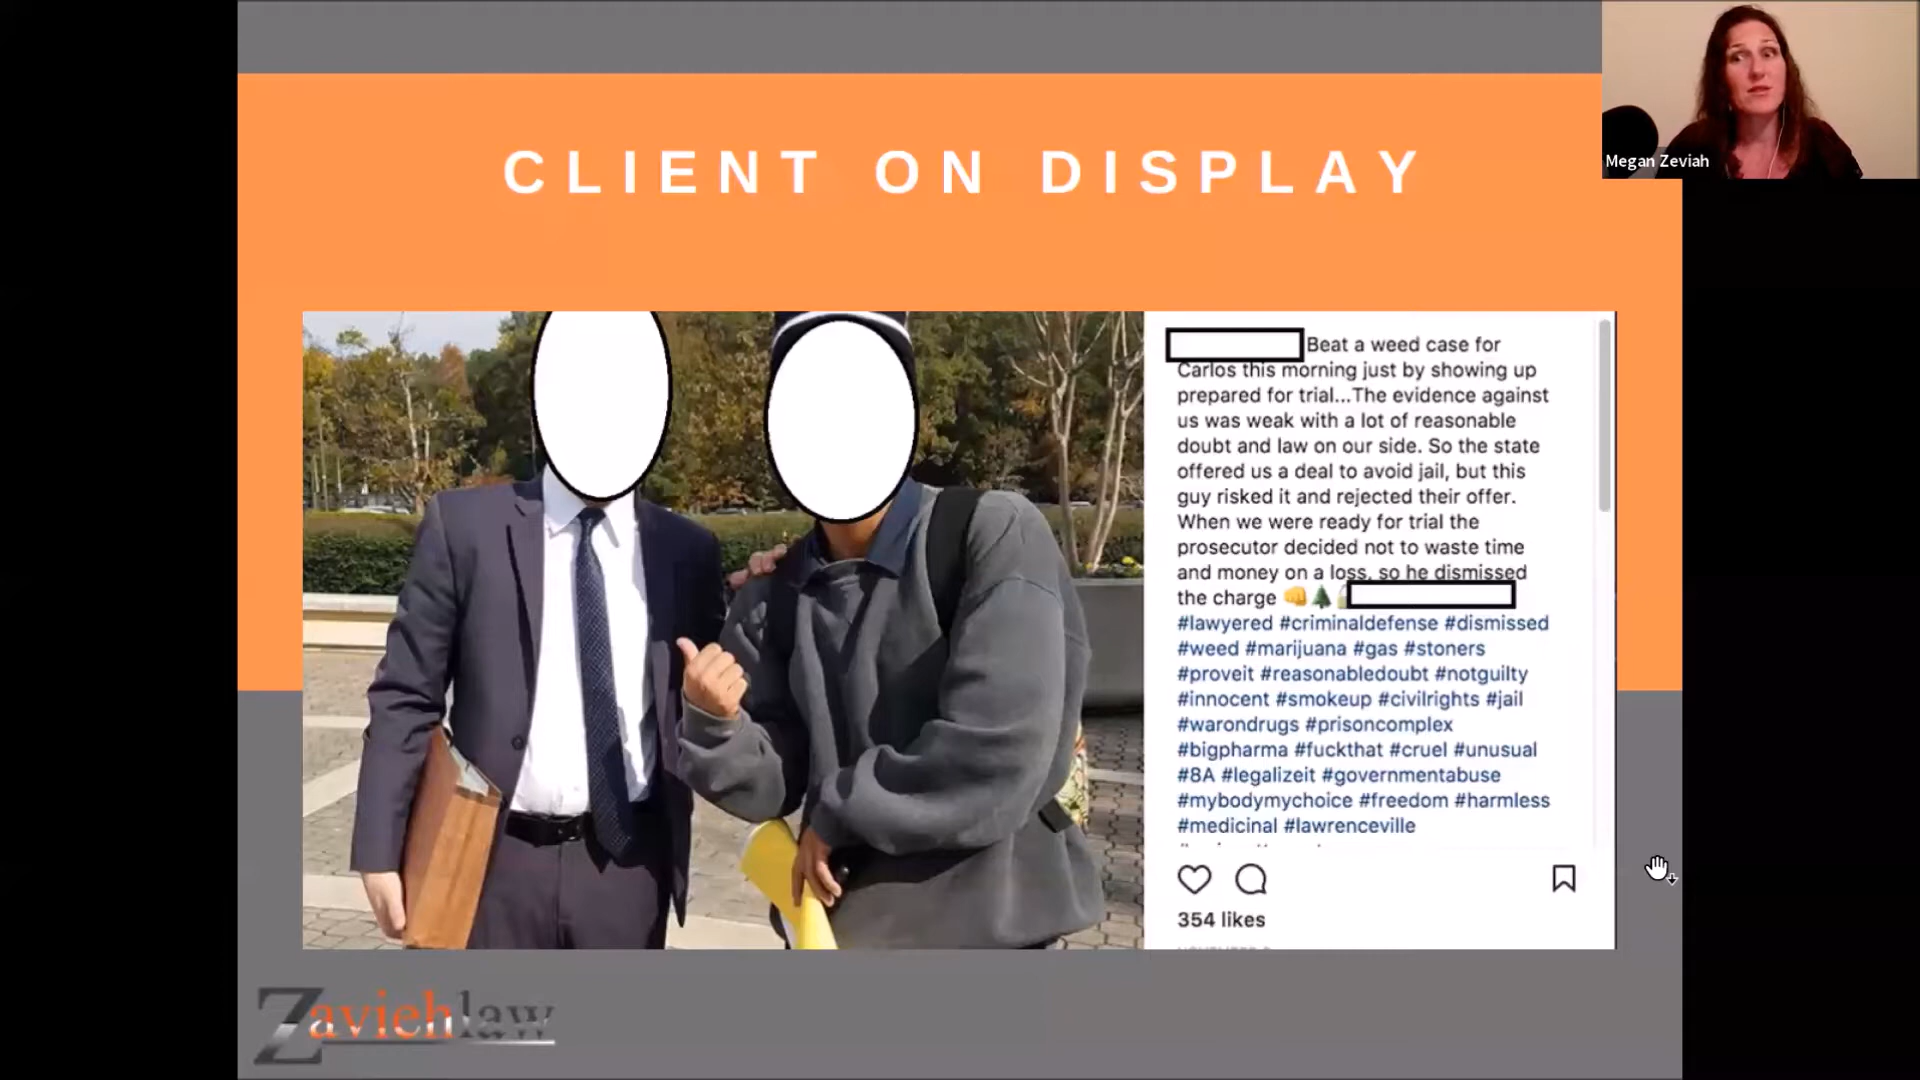 CLIENT ON DISPLAY
Megan Zeviah
Beat a weed case for
Carlos this morning just by showing up
prepared for trial...The evidence against
us was weak with a lot of reasonable
doubt and law on our side. So the state
offered us a deal to avoid jail, but this
guy risked it and rejected their offer.
When we were ready for trial the
prosecutor decided not to waste time
and money on a loss, so he dismissed
the charge 👊🌲
#lawyered #criminaldefense #dismissed
#weed #marijuana #gas #stoners
#proveit #reasonabledoubt #notguilty
#innocent #smokeup #civilrights #jail
#warondrugs #prisoncomplex
#bigpharma #fuckthat #cruel #unusual
#8A #legalizeit #governmentabuse
#mybodymychoice #freedom #harmless
#medicinal #lawrenceville
354 likes
Zaviehlaw